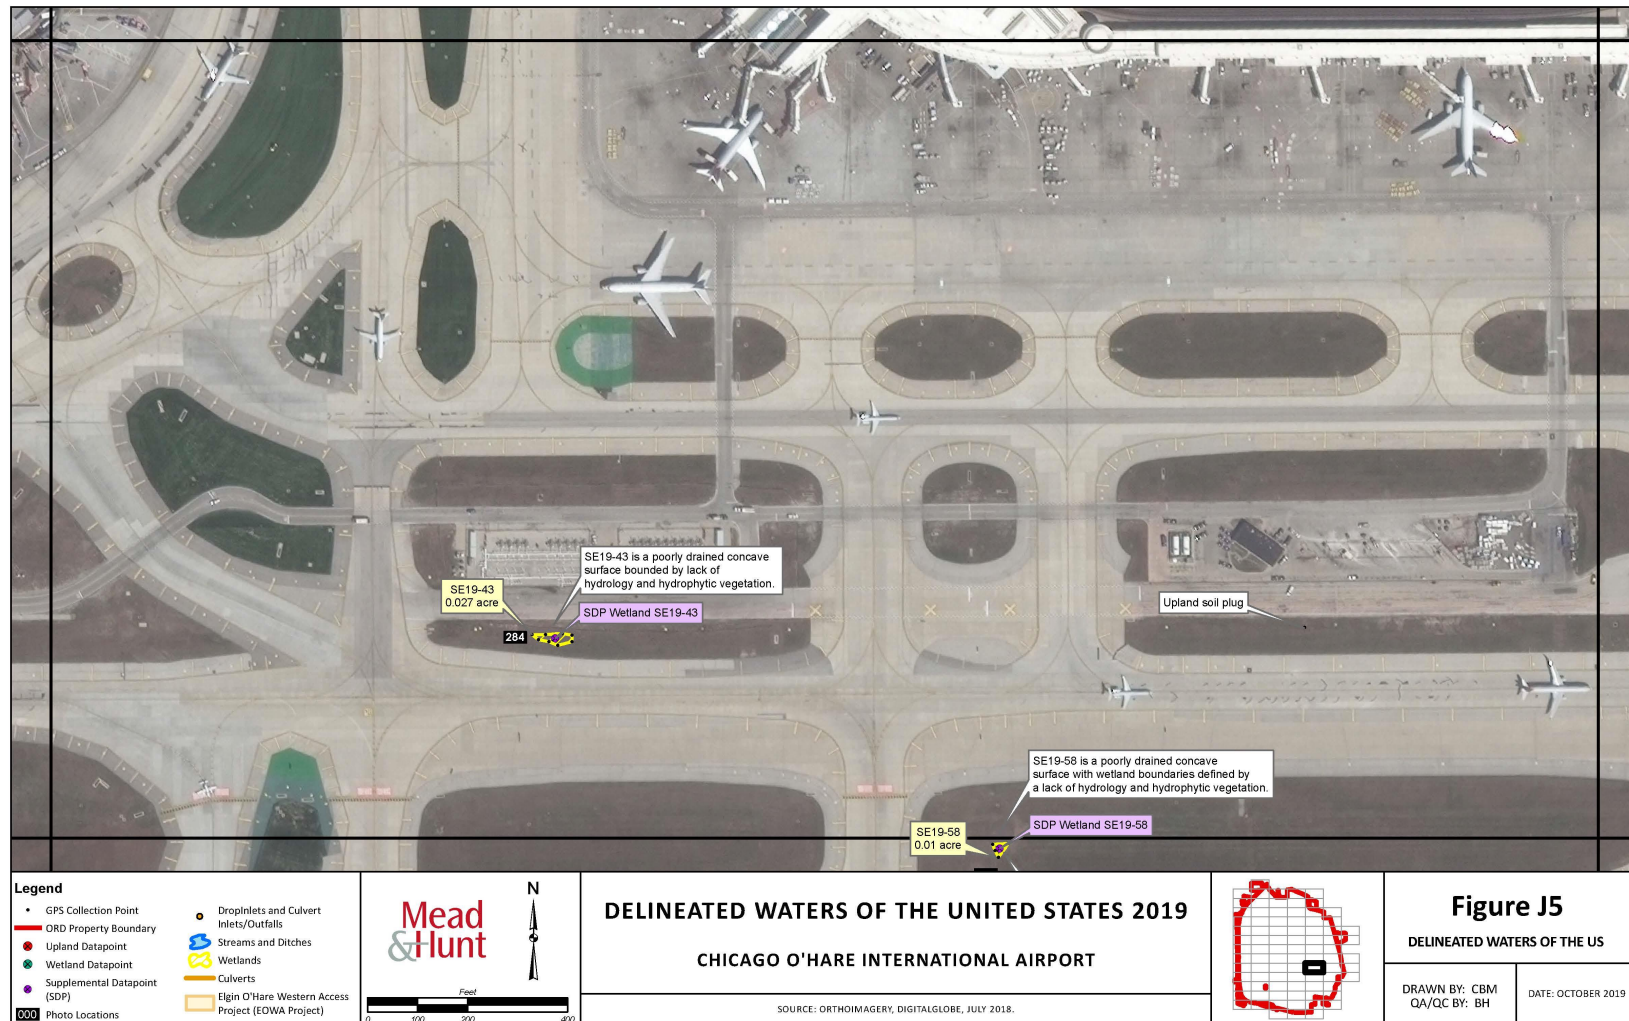 SE19-43 is a poorly drained concave
surface bounded by lack of
hydrology and hydrophytic vegetation.
SE19-43
0.027 acre
SDP Wetland SE19-43
284
Upland soil plug
SE19-58 is a poorly drained concave
surface with wetland boundaries defined by
a lack of hydrology and hydrophytic vegetation.
SDP Wetland SE19-58
SE19-58
0.01 acre
Legend
GPS Collection Point
ORD Property Boundary
Upland Datapoint
Wetland Datapoint
Supplemental Datapoint
(SDP)
000 Photo Locations
DropInlets and Culvert
Inlets/Outfalls
Streams and Ditches
Wetlands
Culverts
Elgin O'Hare Western Access
Project (EOWA Project)
Mead
&Hunt
N
Feet
0 100 200 400
DELINEATED WATERS OF THE UNITED STATES 2019
CHICAGO O'HARE INTERNATIONAL AIRPORT
SOURCE: ORTHOIMAGERY, DIGITALGLOBE, JULY 2018.
Figure J5
DELINEATED WATERS OF THE US
DRAWN BY: CBM
QA/QC BY: BH
DATE: OCTOBER 2019